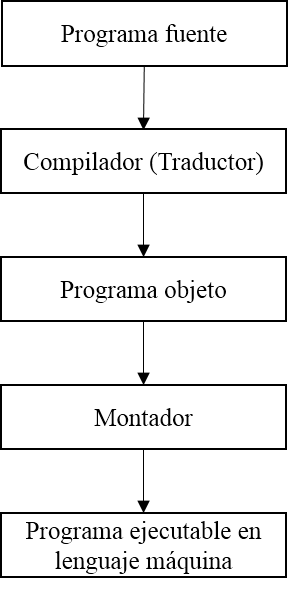 Programa fuente
Compilador (Traductor)
Programa objeto
Montador
Programa ejecutable en
lenguaje máquina